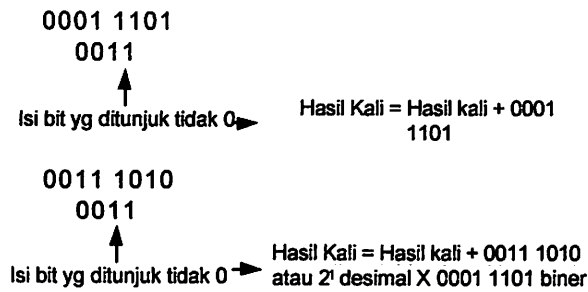 0001 1101
0011
Isi bit yg ditunjuk tidak 0
Hasil Kali = Hasil kali + 0001
1101
0011 1010
0011
Isi bit yg ditunjuk tidak 0
Hasil Kali = Hasil kali + 0011 1010
atau 2¹ desimal X 0001 1101 biner